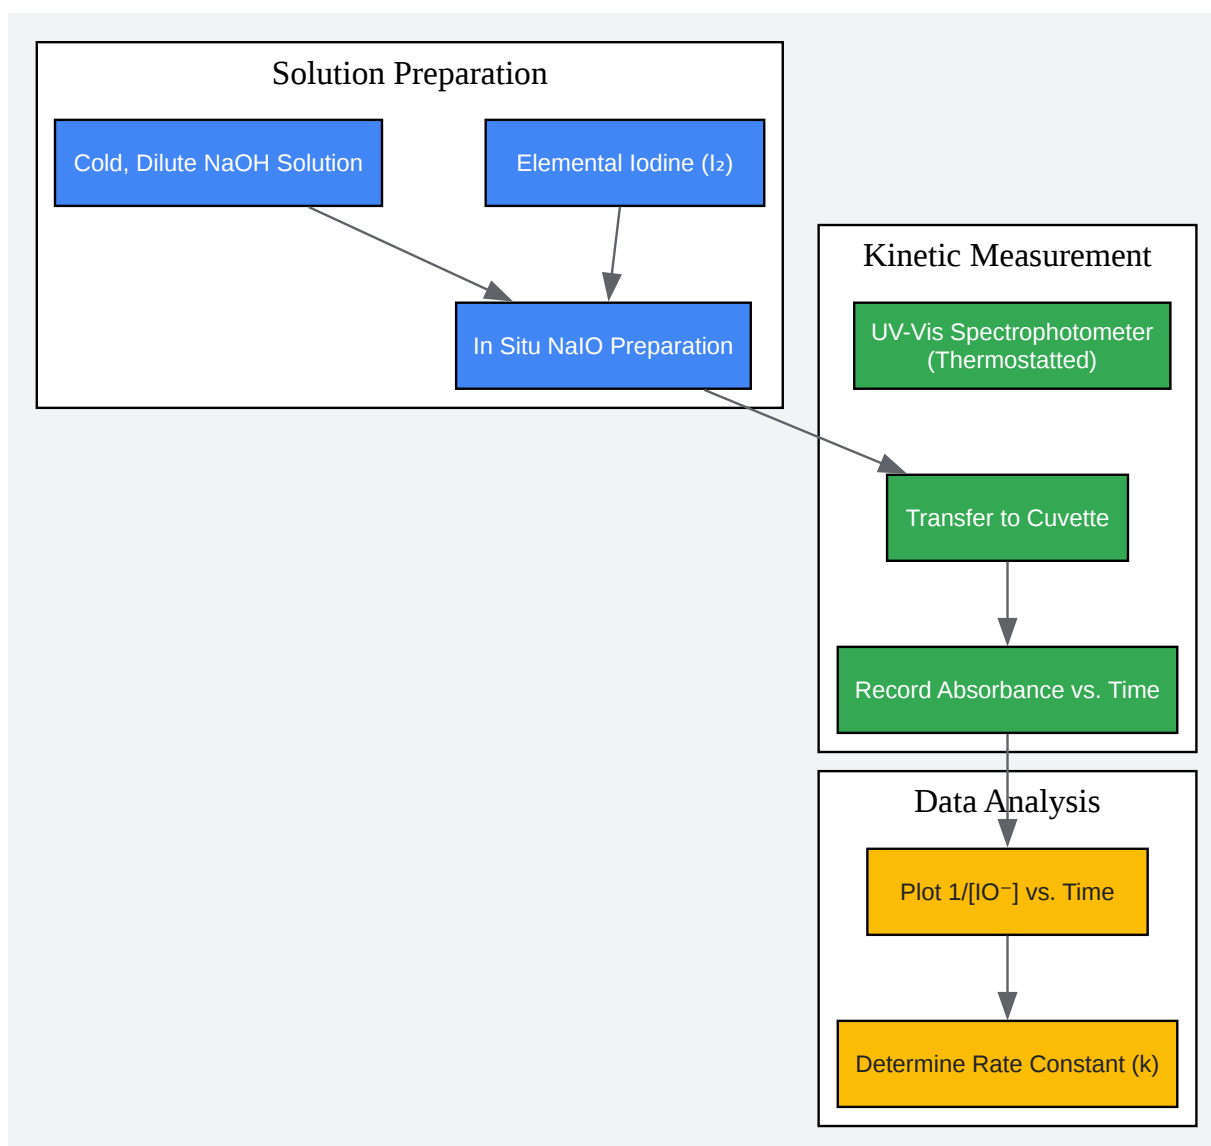 Solution Preparation
Cold, Dilute NaOH Solution
Elemental Iodine (I₂)
In Situ NaIO Preparation
Kinetic Measurement
UV-Vis Spectrophotometer
(Thermostatted)
Transfer to Cuvette
Record Absorbance vs. Time
Data Analysis
Plot 1/[IO⁻] vs. Time
Determine Rate Constant (k)